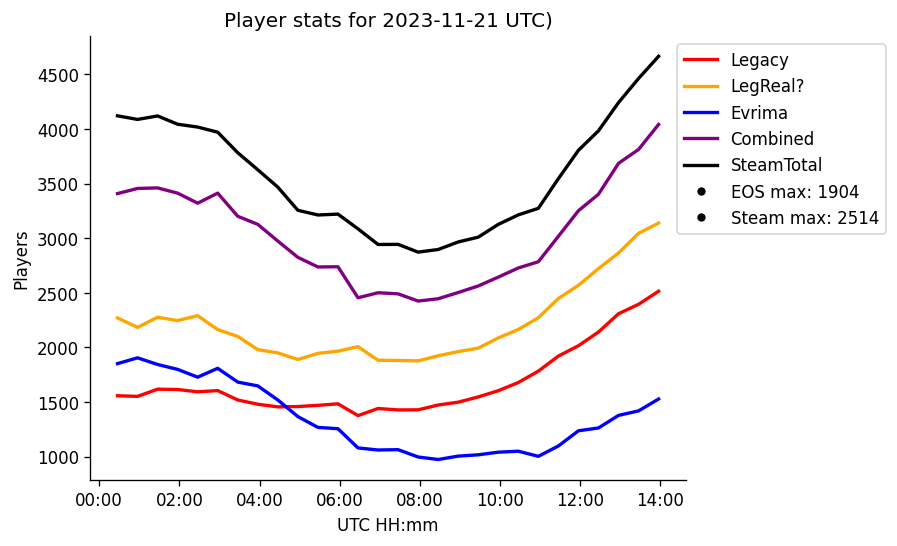 Player stats for 2023-11-21 UTC)
Legacy
LegReal?
Evrima
Combined
SteamTotal
EOS max: 1904
Steam max: 2514
Players
4500
4000
3500
3000
2500
2000
1500
1000
00:00 02:00 04:00 06:00 08:00 10:00 12:00 14:00
UTC HH:mm